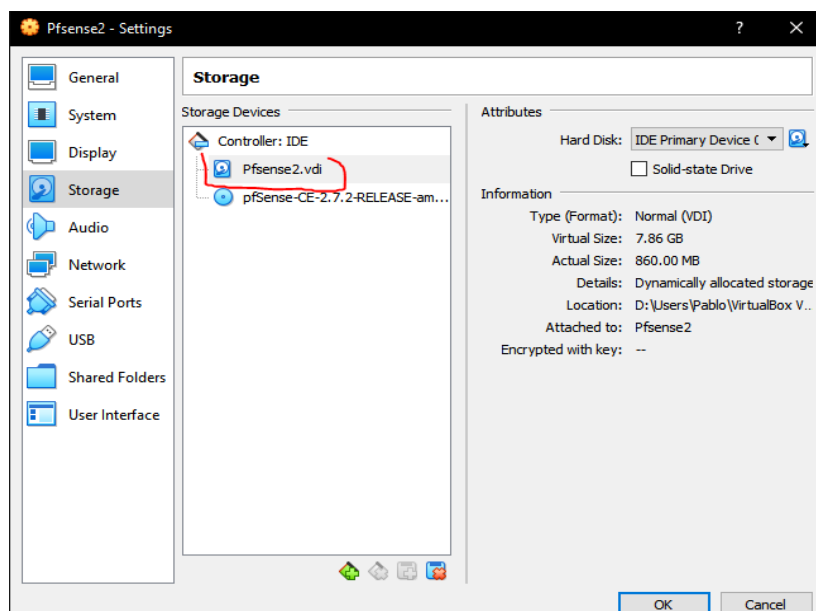 Pfsense2 - Settings
?
General
System
Display
Storage
Audio
Network
Serial Ports
USB
Shared Folders
User Interface
Storage
Storage Devices
Controller: IDE
Pfsense2.vdi
pfSense-CE-2.7.2-RELEASE-am...
Attributes
Hard Disk: IDE Primary Device (
Solid-state Drive
Information
Type (Format): Normal (VDI)
Virtual Size: 7.86 GB
Actual Size: 860.00 MB
Details: Dynamically allocated storage
Location: D:\Users\Pablo\VirtualBox V...
Attached to: Pfsense2
Encrypted with key: --
OK
Cancel